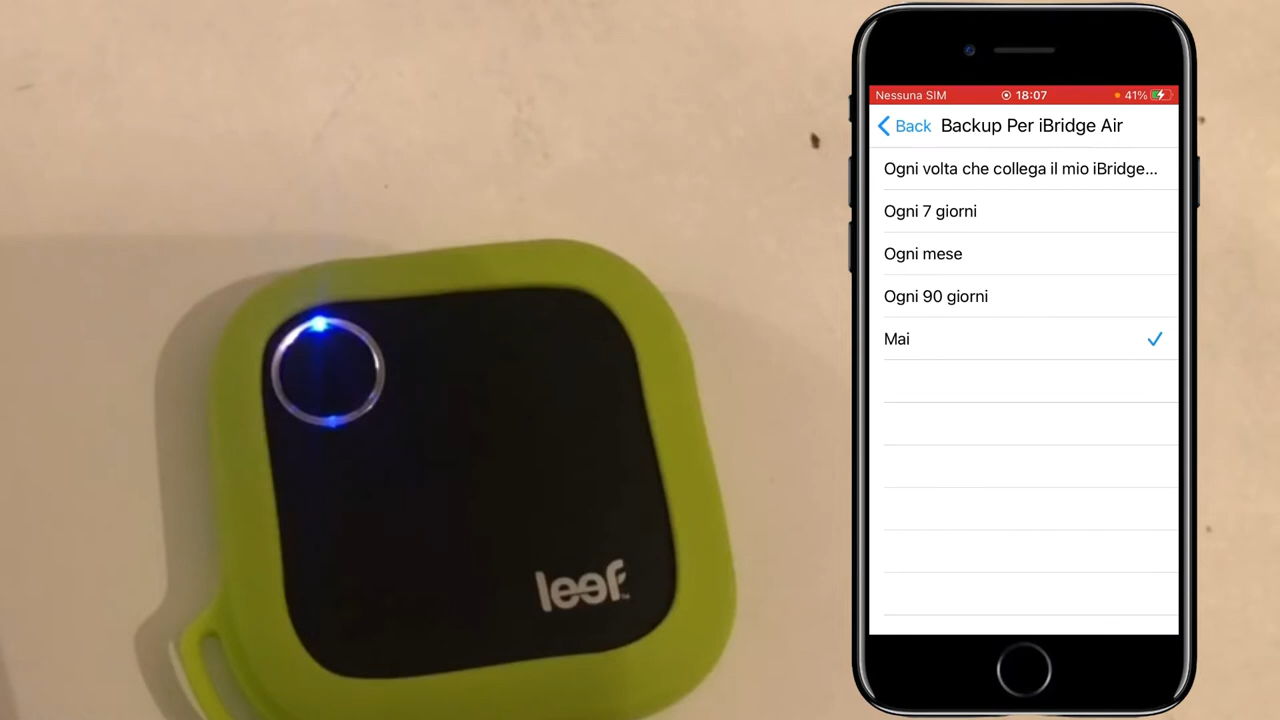 Nessuna SIM 18:07 41%
Back Backup Per iBridge Air
Ogni volta che collega il mio iBridge...
Ogni 7 giorni
Ogni mese
Ogni 90 giorni
Mai
leef™